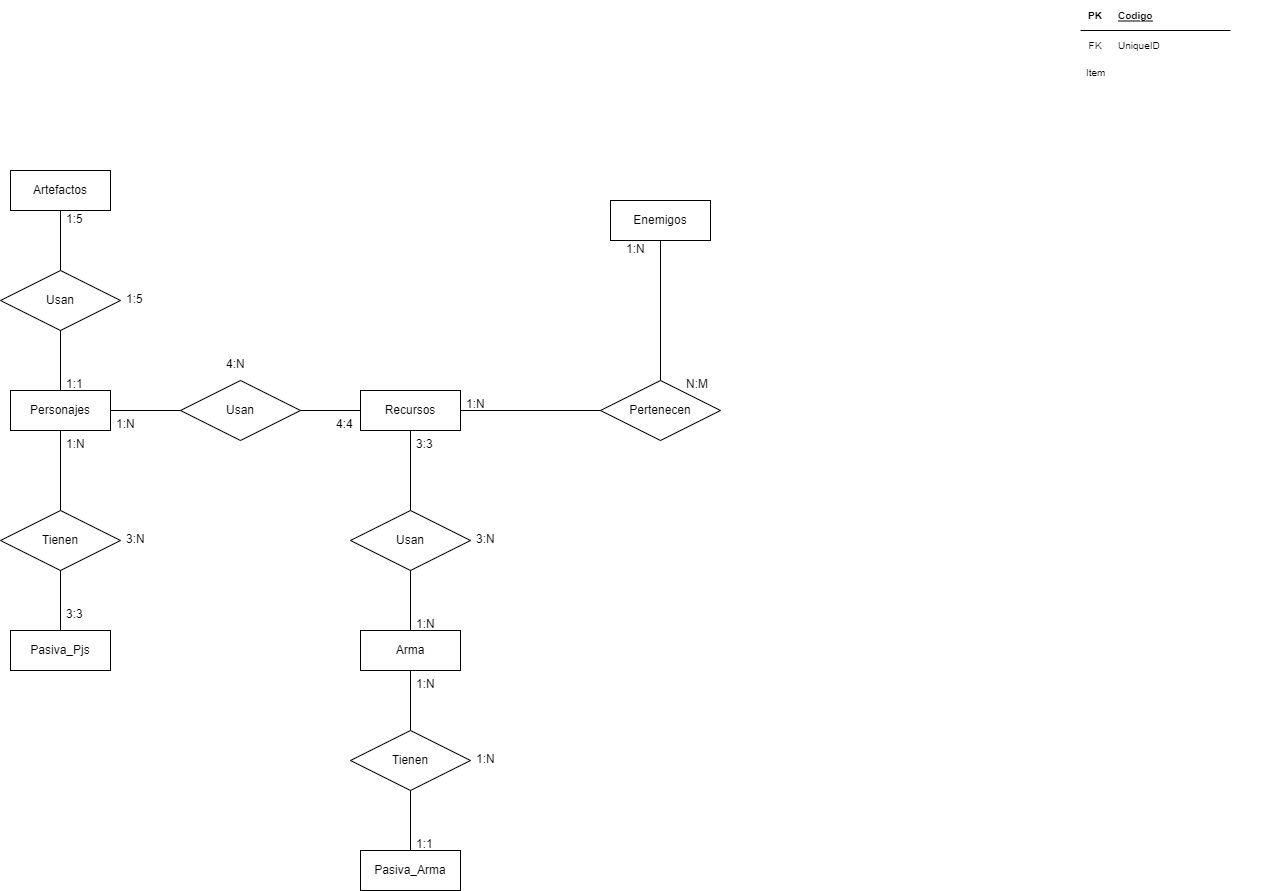 PK Codigo
FK UniqueID
Item
Artefactos
1:5
Usan
1:5
1:1
Personajes
1:N
1:N
4:N
Usan
4:4
Recursos
1:N
3:3
Enemigos
1:N
N:M
Pertenecen
Tienen
3:N
3:3
Pasiva_Pjs
Usan
3:N
1:N
Arma
1:N
Tienen
1:N
1:1
Pasiva_Arma